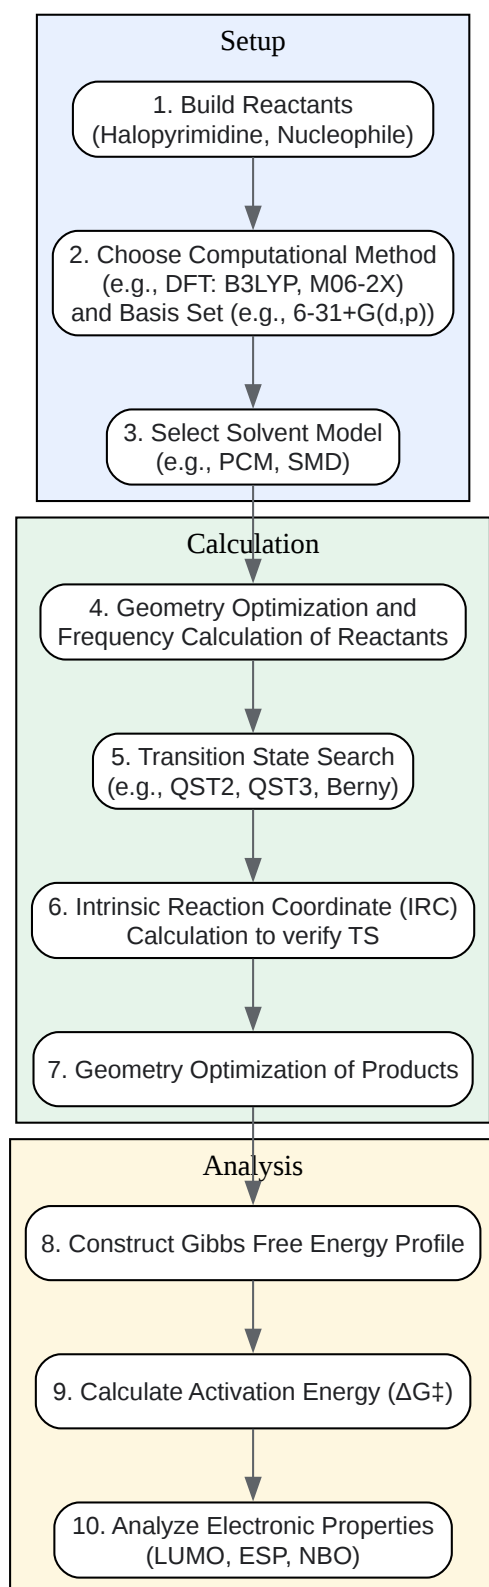 Setup
1. Build Reactants
(Halopyrimidine, Nucleophile)
2. Choose Computational Method
(e.g., DFT: B3LYP, M06-2X)
and Basis Set (e.g., 6-31+G(d,p))
3. Select Solvent Model
(e.g., PCM, SMD)
Calculation
4. Geometry Optimization and
Frequency Calculation of Reactants
5. Transition State Search
(e.g., QST2, QST3, Berny)
6. Intrinsic Reaction Coordinate (IRC)
Calculation to verify TS
7. Geometry Optimization of Products
Analysis
8. Construct Gibbs Free Energy Profile
9. Calculate Activation Energy (ΔG‡)
10. Analyze Electronic Properties
(LUMO, ESP, NBO)